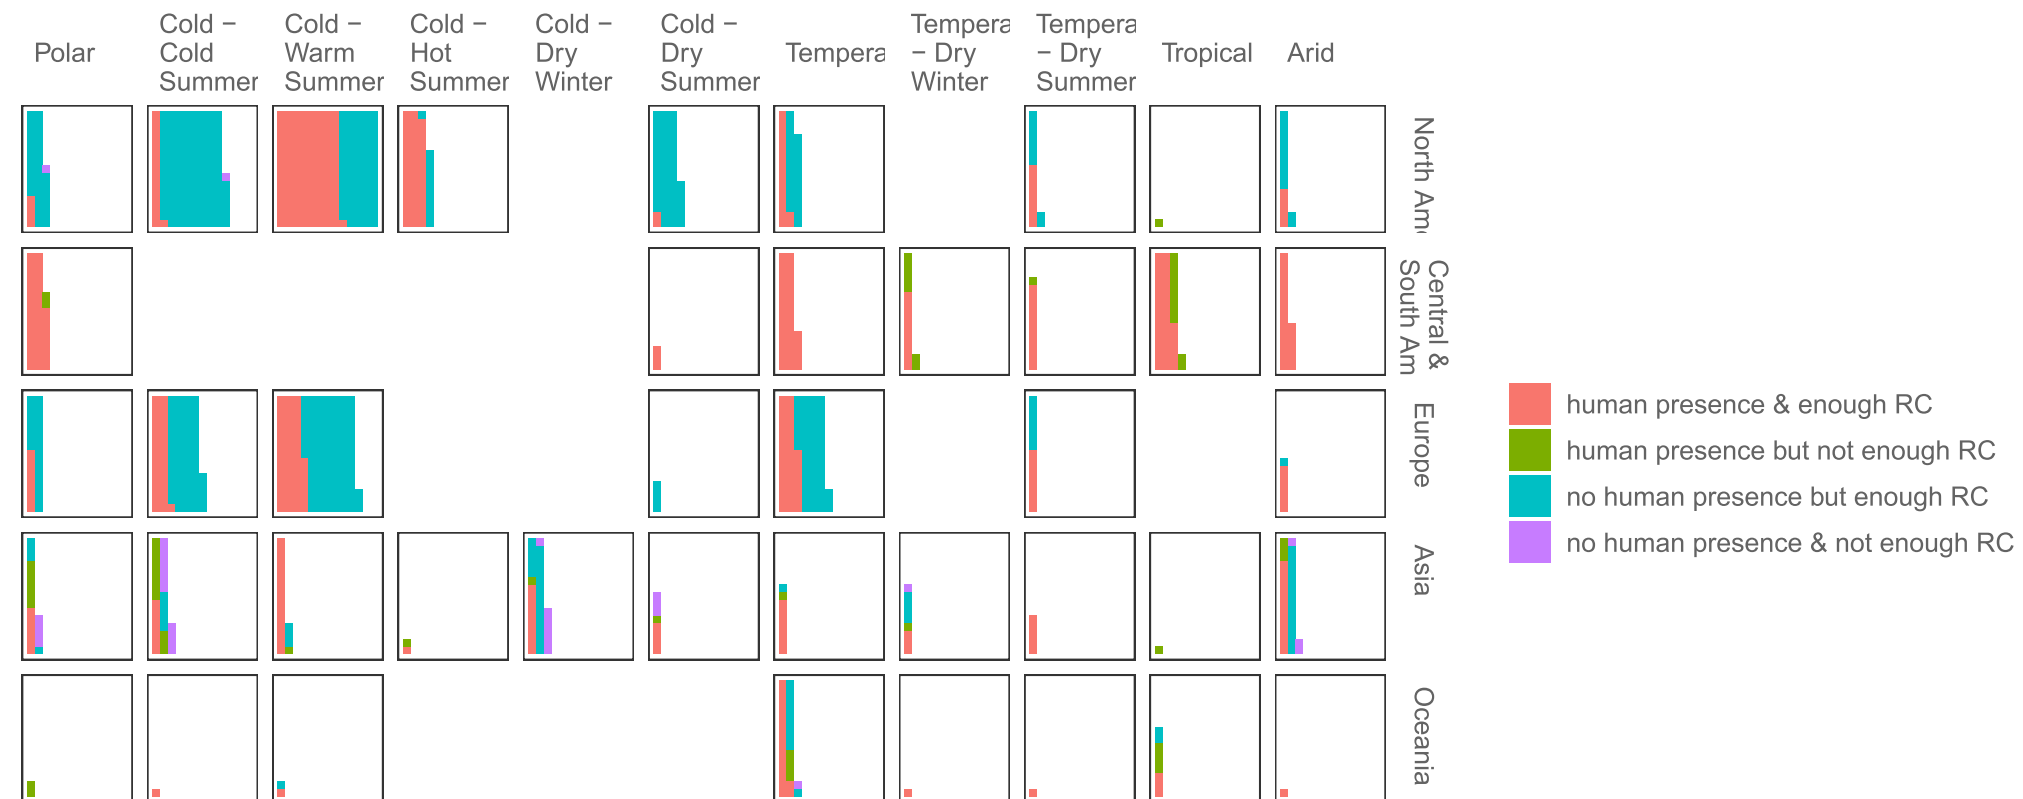 Polar
Cold –
Cold
Summer
Cold –
Warm
Summer
Cold –
Hot
Summer
Cold –
Dry
Winter
Cold –
Dry
Summer
Tempera
Tempera
– Dry
Winter
Tempera
– Dry
Summer
Tropical
Arid
North Am
Central &
South Am
Europe
Asia
Oceania
human presence & enough RC
human presence but not enough RC
no human presence but enough RC
no human presence & not enough RC